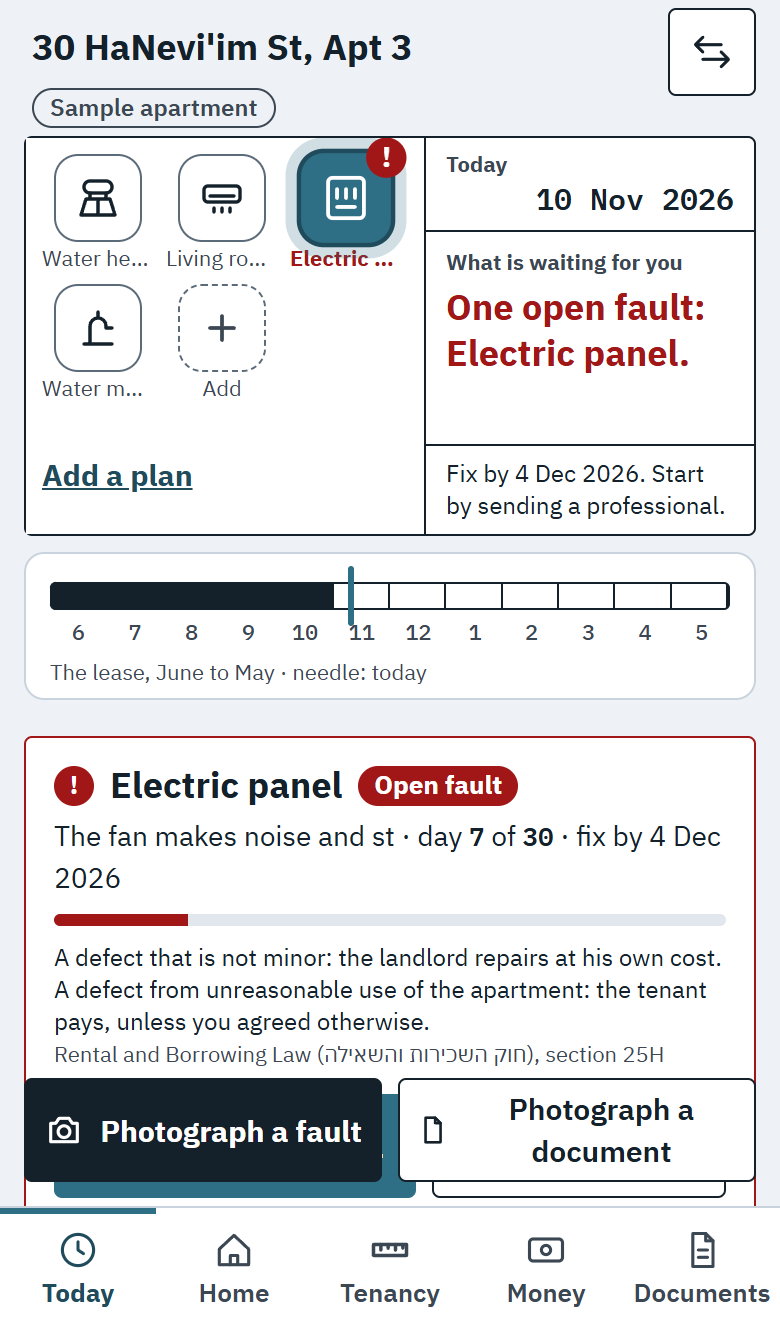 30 HaNevi'im St, Apt 3
Sample apartment
Water he...
Living ro...
!
Electric ...
Water m...
Add
Add a plan
Today
10 Nov 2026
What is waiting for you
One open fault:
Electric panel.
Fix by 4 Dec 2026. Start
by sending a professional.
6 7 8 9 10 11 12 1 2 3 4 5
The lease, June to May · needle: today
! Electric panel Open fault
The fan makes noise and st · day 7 of 30 · fix by 4 Dec
2026
A defect that is not minor: the landlord repairs at his own cost.
A defect from unreasonable use of the apartment: the tenant
pays, unless you agreed otherwise.
Rental and Borrowing Law (חוק השכירות והשאילה), section 25H
Photograph a fault
Photograph a
document
Today
Home
Tenancy
Money
Documents